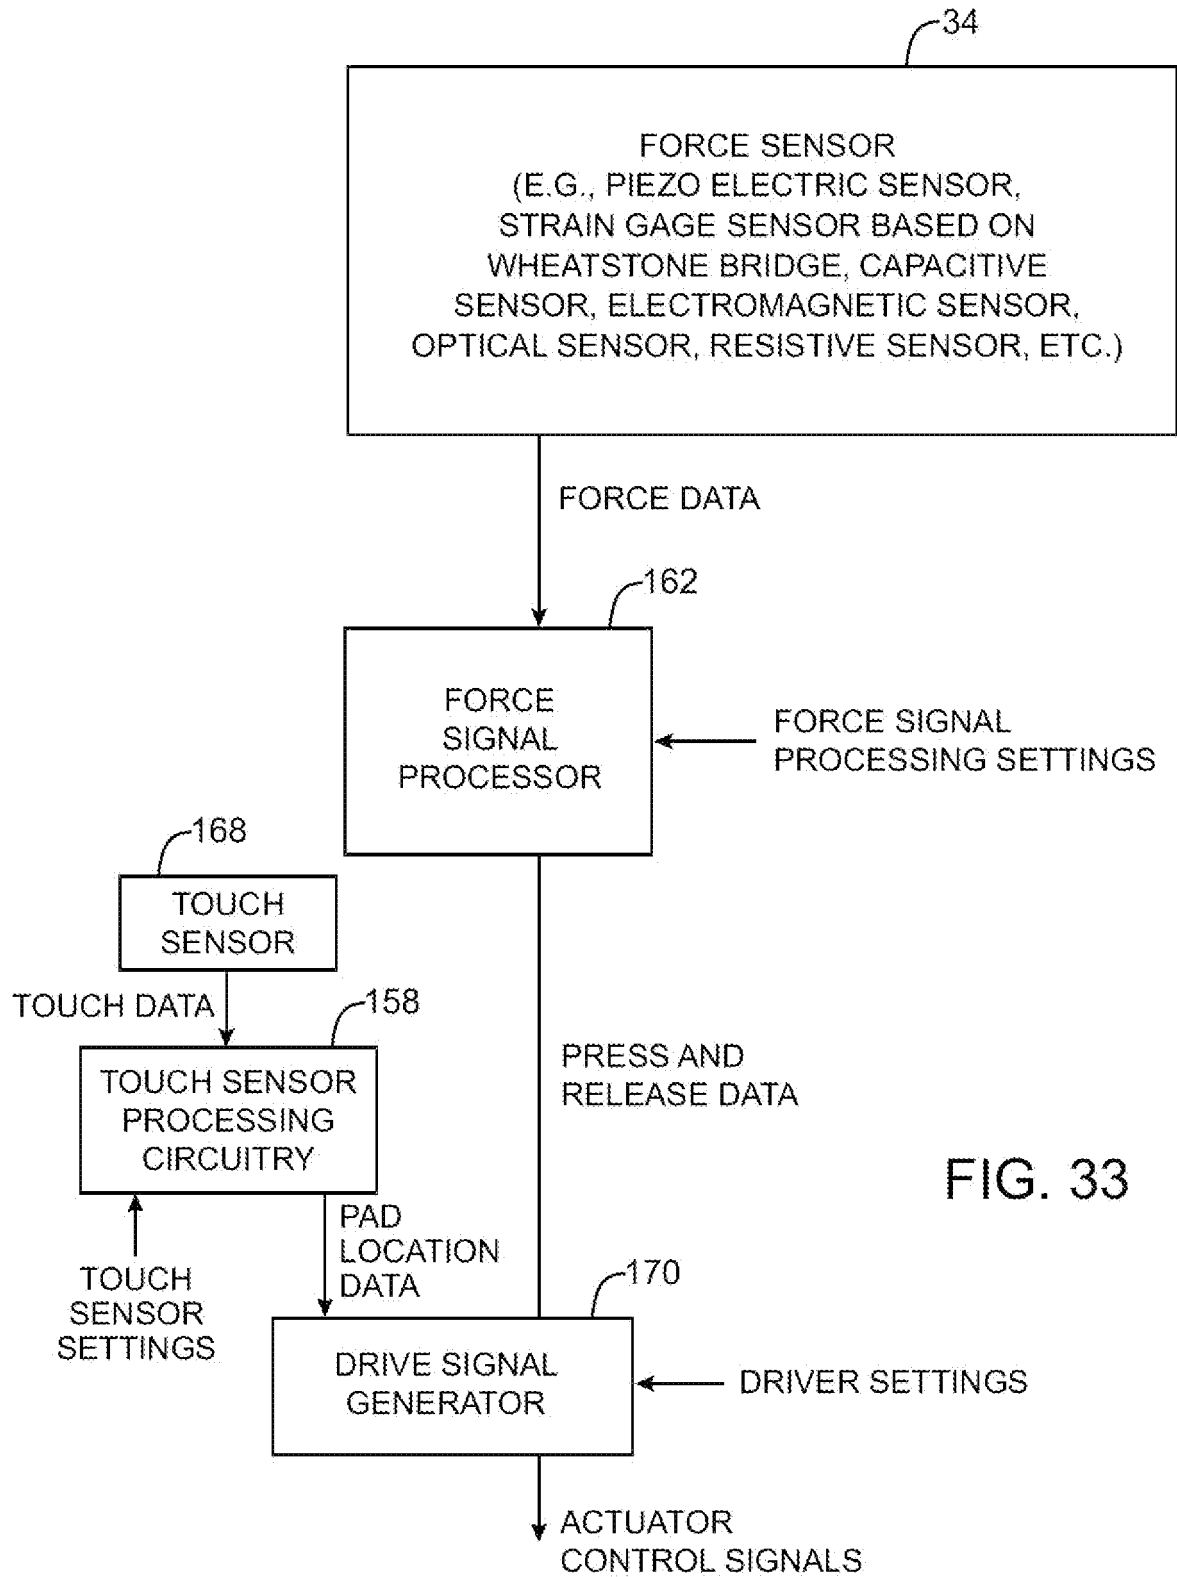 34
FORCE SENSOR
(E.G., PIEZO ELECTRIC SENSOR,
STRAIN GAGE SENSOR BASED ON
WHEATSTONE BRIDGE, CAPACITIVE
SENSOR, ELECTROMAGNETIC SENSOR,
OPTICAL SENSOR, RESISTIVE SENSOR, ETC.)
FORCE DATA
162
FORCE
SIGNAL
PROCESSOR
FORCE SIGNAL
PROCESSING SETTINGS
168
TOUCH
SENSOR
TOUCH DATA
158
TOUCH SENSOR
PROCESSING
CIRCUITRY
PRESS AND
RELEASE DATA
FIG. 33
PAD
LOCATION
DATA
TOUCH
SENSOR
SETTINGS
170
DRIVE SIGNAL
GENERATOR
DRIVER SETTINGS
ACTUATOR
CONTROL SIGNALS